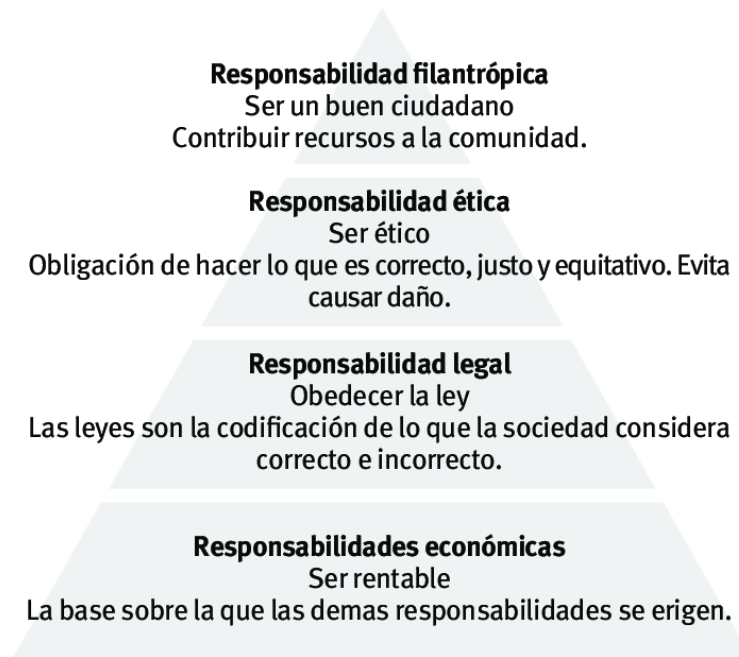 Responsabilidad filantrópica
Ser un buen ciudadano
Contribuir recursos a la comunidad.
Responsabilidad ética
Ser ético
Obligación de hacer lo que es correcto, justo y equitativo. Evita
causar daño.
Responsabilidad legal
Obedecer la ley
Las leyes son la codificación de lo que la sociedad considera
correcto e incorrecto.
Responsabilidades económicas
Ser rentable
La base sobre la que las demas responsabilidades se erigen.